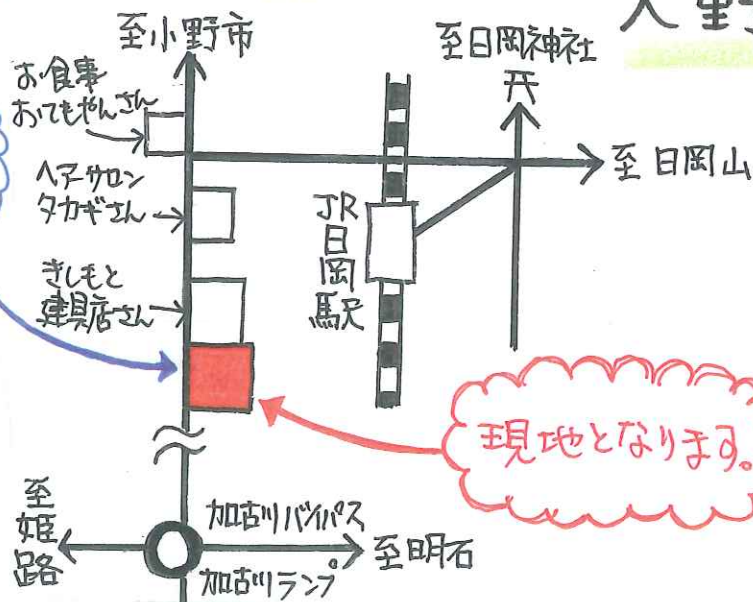 至小野市
至日岡神社
お食事
おてもやんさん
至日岡山
ヘアーサロン
タカギさん
JR日岡駅
きしもと
建具店さん
現地となります。
至姫路
加古川バイパス
至明石
加古川ランプ